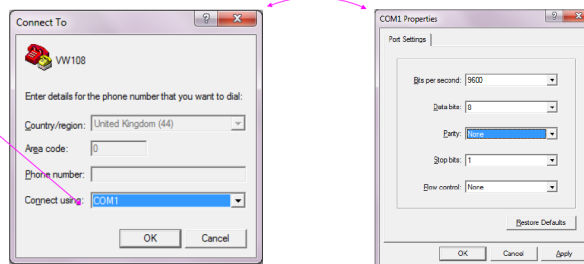 Connect To
VW108
Enter details for the phone number that you want to dial:
Country/region: United Kingdom (44)
Area code: 0
Phone number:
Connect using: COM1
OK Cancel
COM1 Properties
Port Settings
Bits per second: 9600
Data bits: 8
Parity: None
Stop bits: 1
Flow control: None
Restore Defaults
OK Cancel Apply